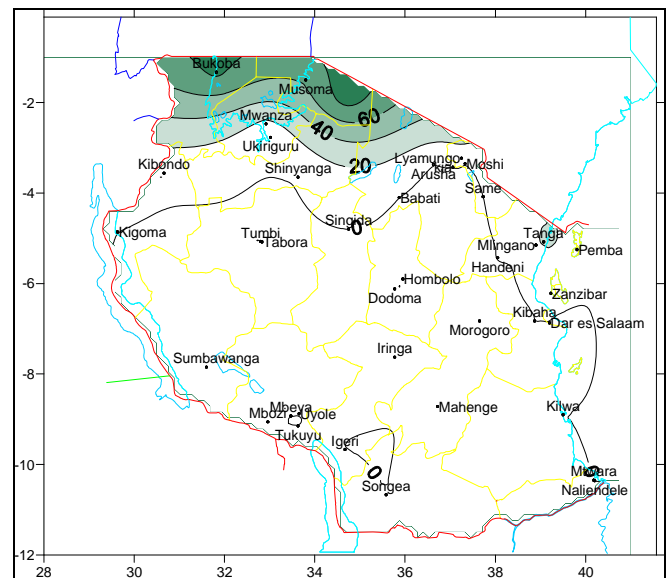 Bukoba
Musoma
-2
60
Mwanza
40
Ukiriguru
20
Lyamungo
Moshi
Kibondo
Shinyanga
Arusha
Same
-4
Babati
Singida
0
Kigoma
Tumbi
Tabora
Tanga
Mlingano
Pemba
Handeni
-6
Hombolo
Dodoma
Zanzibar
Kibaha
Dar es Salaam
Morogoro
Iringa
Sumbawanga
-8
Mbeya
Mbozi
Uyole
Mahenge
Kilwa
Tukuyu
Igeri
-10
0
Songea
0
Mtwara
Naliendele
-12
28
30
32
34
36
38
40